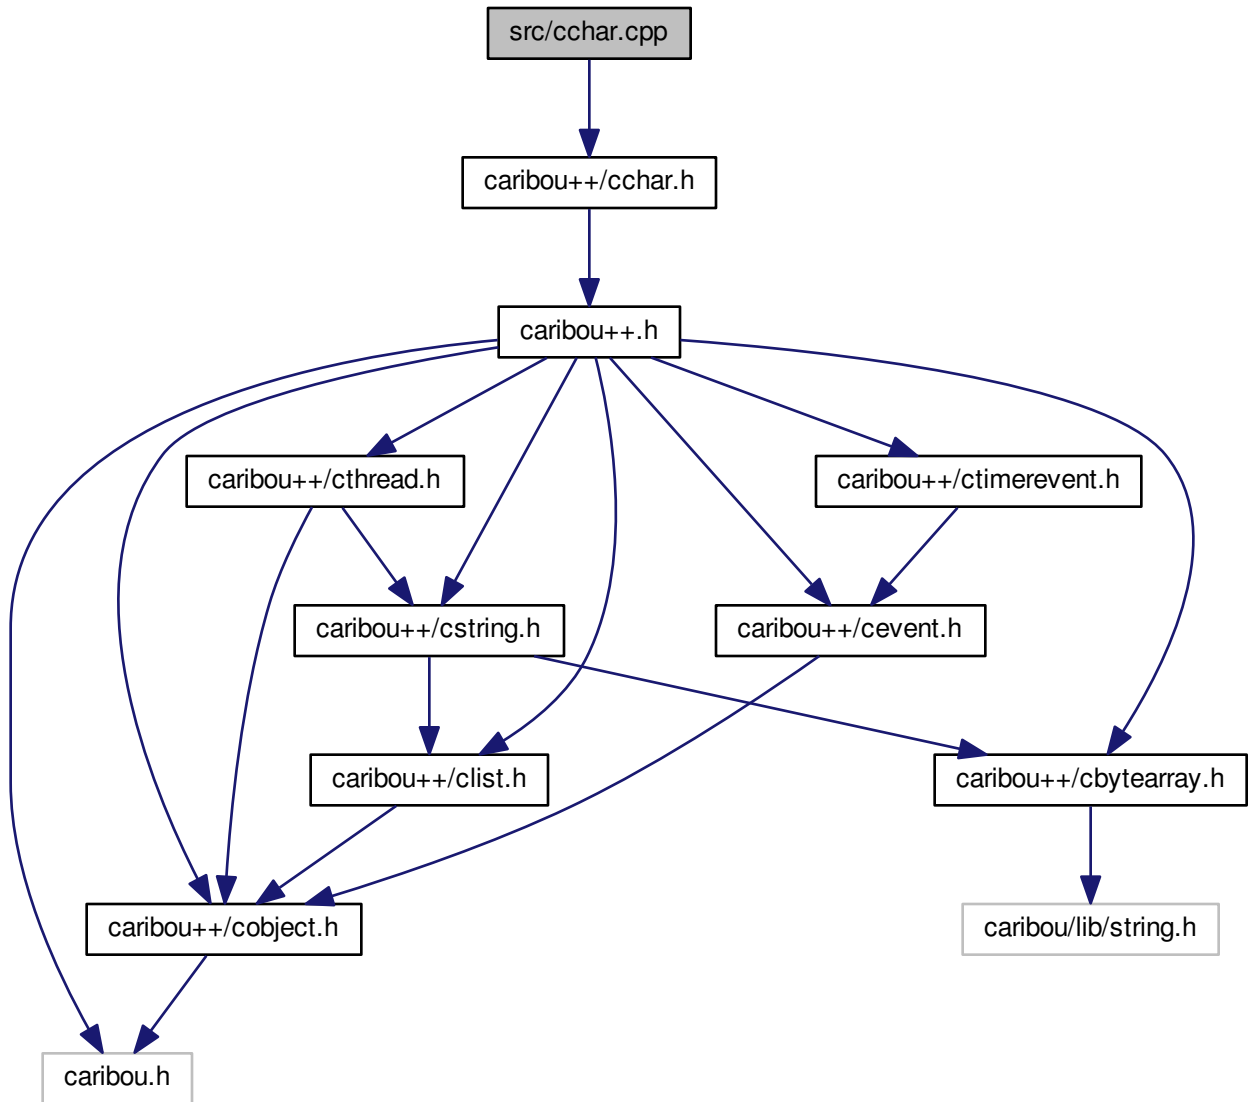 src/cchar.cpp
caribou++/cchar.h
caribou++.h
caribou++/cthread.h
caribou++/ctimerevent.h
caribou++/cstring.h
caribou++/cevent.h
caribou++/clist.h
caribou++/cbytearray.h
caribou++/cobject.h
caribou/lib/string.h
caribou.h